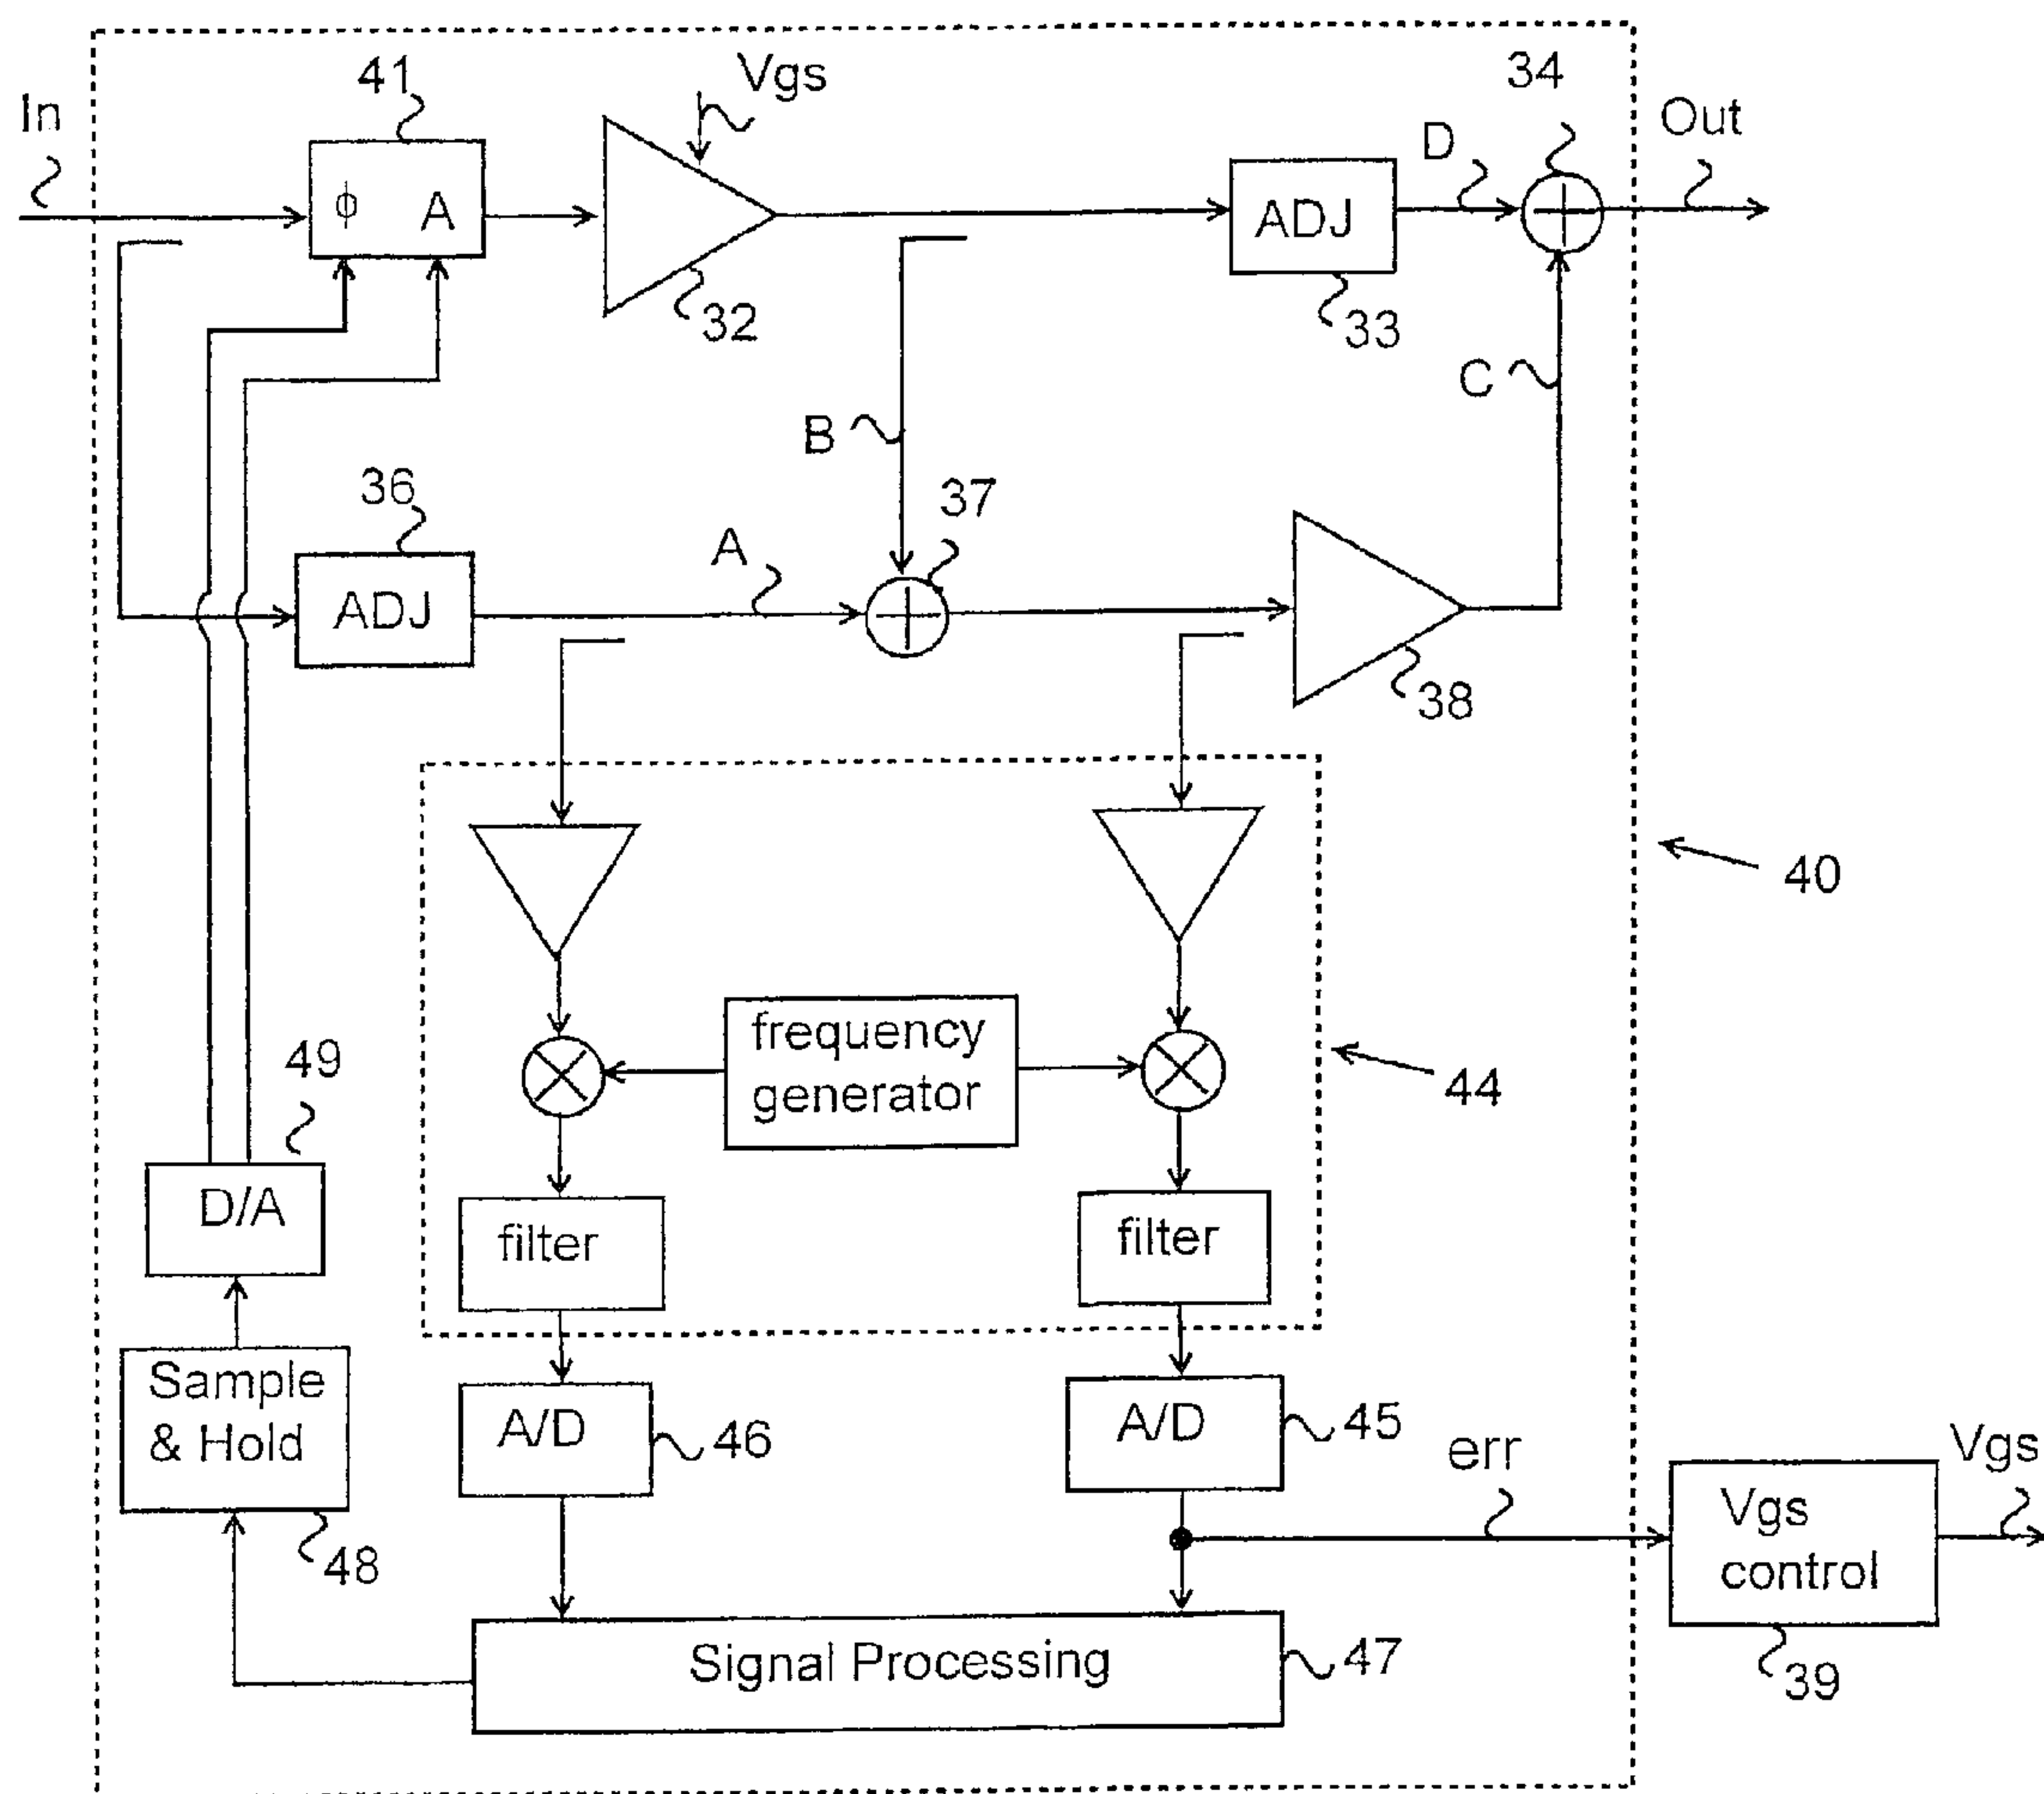 In
41
Vgs
34
Out
ϕ A
D
ADJ
32
33
C
B
36
37
A
ADJ
38
40
frequency
generator
44
49
D/A
filter
filter
Sample
& Hold
A/D
46
A/D
45
err
Vgs
Vgs
control
48
Signal Processing
47
39